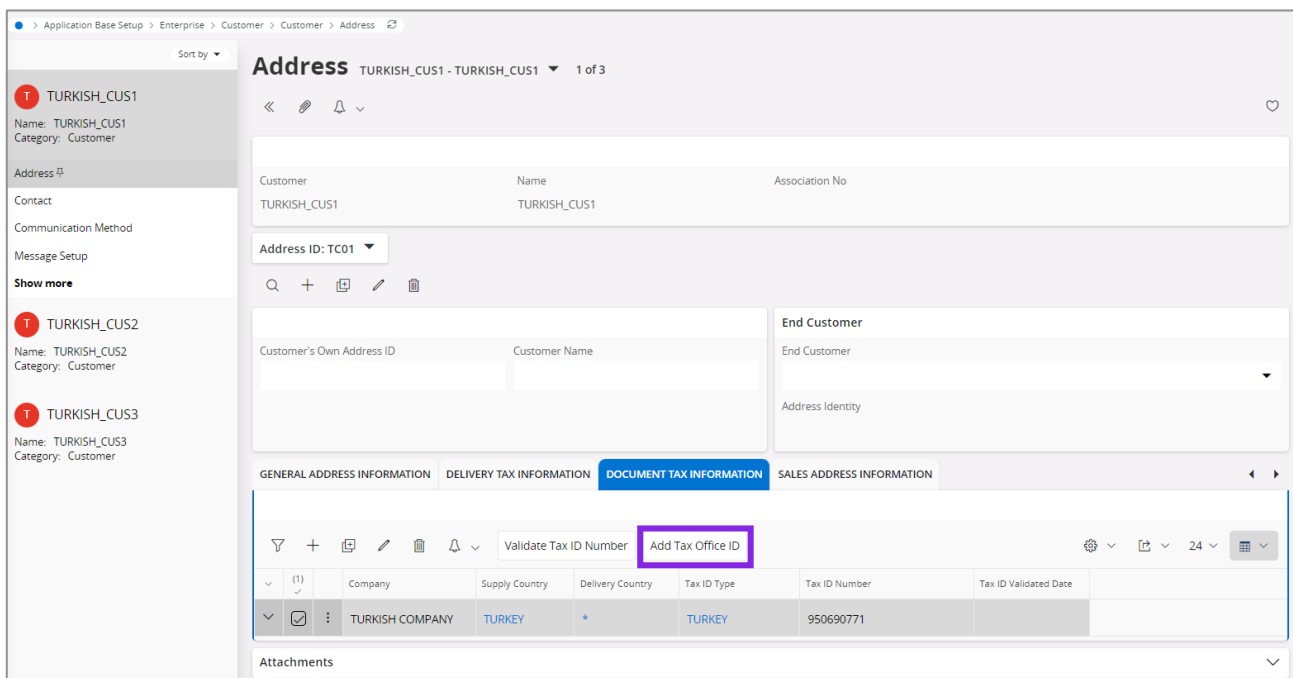 > Application Base Setup > Enterprise > Customer > Customer > Address
Sort by
T TURKISH_CUS1
Name: TURKISH_CUS1
Category: Customer
Address
Contact
Communication Method
Message Setup
Show more
T TURKISH_CUS2
Name: TURKISH_CUS2
Category: Customer
T TURKISH_CUS3
Name: TURKISH_CUS3
Category: Customer
Address TURKISH_CUS1 - TURKISH_CUS1 1 of 3
Customer Name Association No
TURKISH_CUS1 TURKISH_CUS1
Address ID: TC01
End Customer
Customer's Own Address ID Customer Name End Customer
Address Identity
GENERAL ADDRESS INFORMATION DELIVERY TAX INFORMATION DOCUMENT TAX INFORMATION SALES ADDRESS INFORMATION
Validate Tax ID Number Add Tax Office ID 24
(1) Company Supply Country Delivery Country Tax ID Type Tax ID Number Tax ID Validated Date
TURKISH COMPANY TURKEY * TURKEY 950690771
Attachments